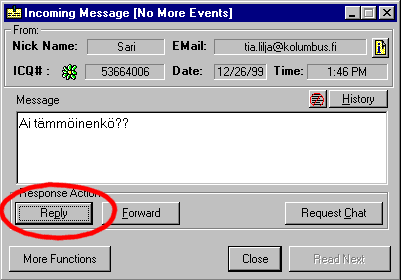 Incoming Message [No More Events]
From:
Nick Name: Sari EMail: tia.lilja@kolumbus.fi
ICQ# : 53664006 Date: 12/26/99 Time: 1:46 PM
Message History
Ai tämmöinenkö??
Response Action
Reply Forward Request Chat
More Functions Close Read Next